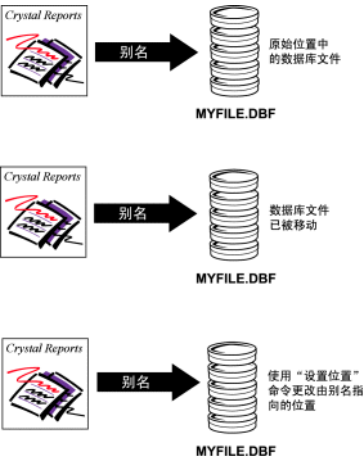 Crystal Reports
别名
原始位置中
的数据库文件
MYFILE.DBF
Crystal Reports
别名
数据库文件
已被移动
MYFILE.DBF
Crystal Reports
别名
使用“设置位置”
命令更改由别名指
向的位置
MYFILE.DBF